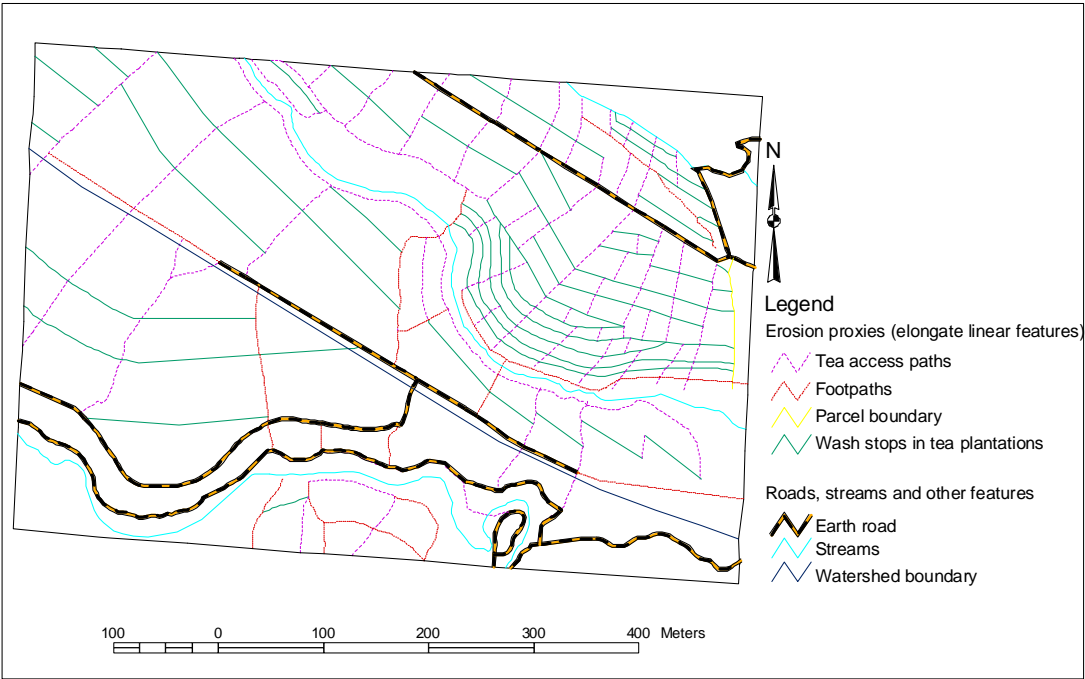 N
Legend
Erosion proxies (elongate linear features)
Tea access paths
Footpaths
Parcel boundary
Wash stops in tea plantations
Roads, streams and other features
Earth road
Streams
Watershed boundary
100 0 100 200 300 400 Meters